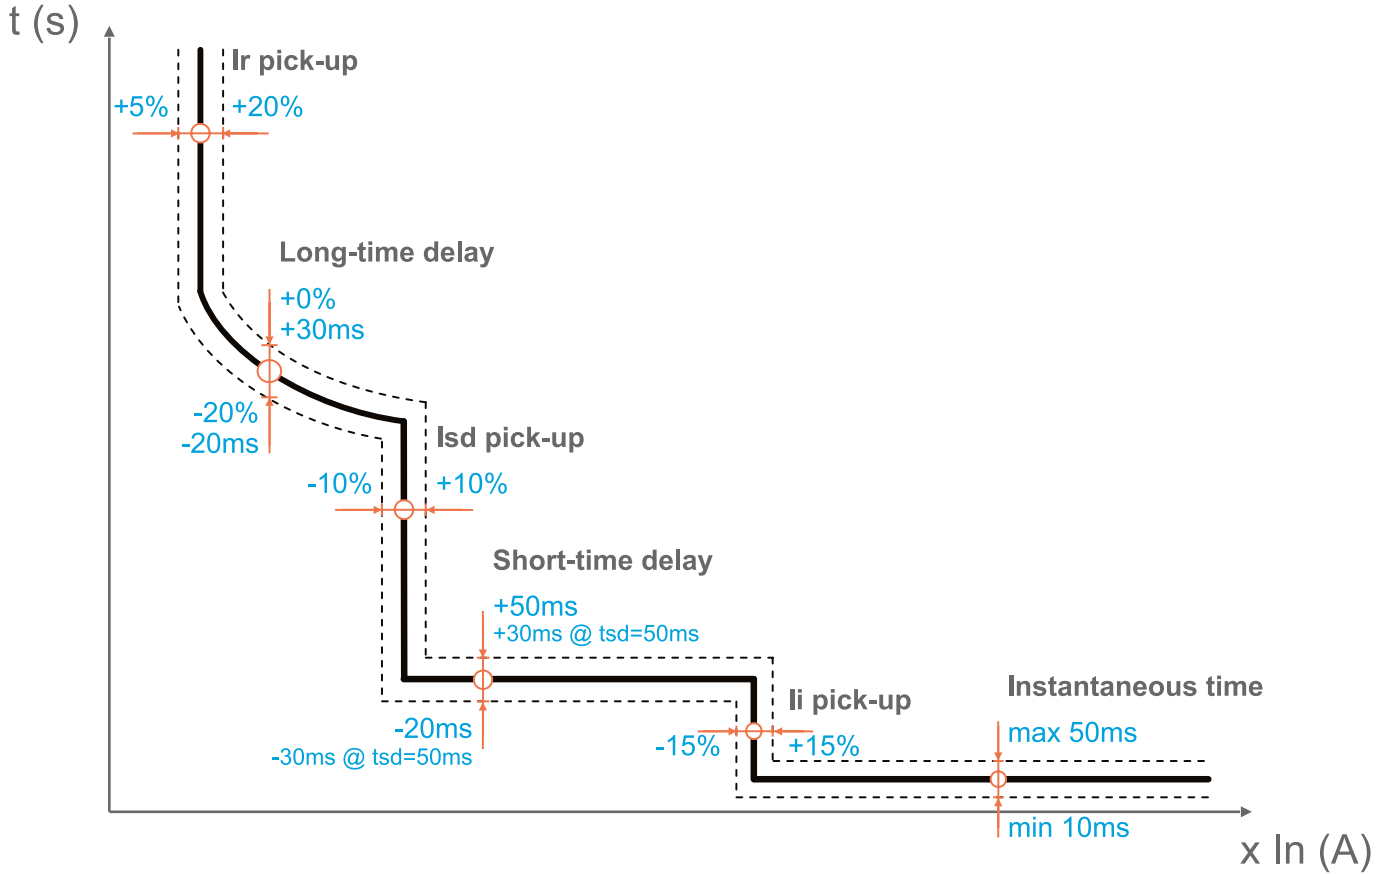 t (s)
Ir pick-up
+5%
+20%
Long-time delay
+0%
+30ms
-20%
-20ms
Isd pick-up
-10%
+10%
Short-time delay
+50ms
+30ms @ tsd=50ms
-20ms
-30ms @ tsd=50ms
Ii pick-up
-15%
+15%
Instantaneous time
max 50ms
min 10ms
x In (A)